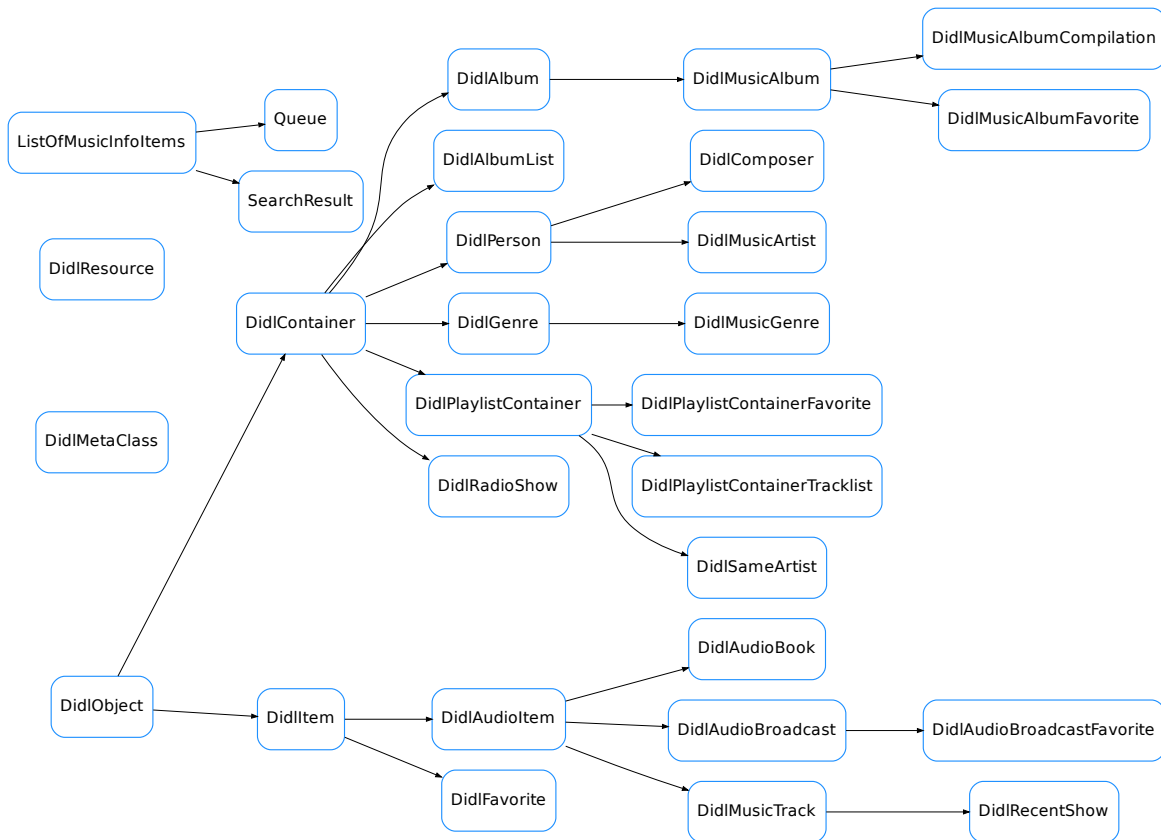 DidlMusicAlbumCompilation
DidlAlbum
DidlMusicAlbum
DidlMusicAlbumFavorite
Queue
ListOfMusicInfoItems
DidlAlbumList
DidlComposer
SearchResult
DidlPerson
DidlMusicArtist
DidlResource
DidlContainer
DidlGenre
DidlMusicGenre
DidlPlaylistContainer
DidlPlaylistContainerFavorite
DidlMetaClass
DidlRadioShow
DidlPlaylistContainerTracklist
DidlSameArtist
DidlAudioBook
DidlObject
DidlItem
DidlAudioItem
DidlAudioBroadcast
DidlAudioBroadcastFavorite
DidlFavorite
DidlMusicTrack
DidlRecentShow